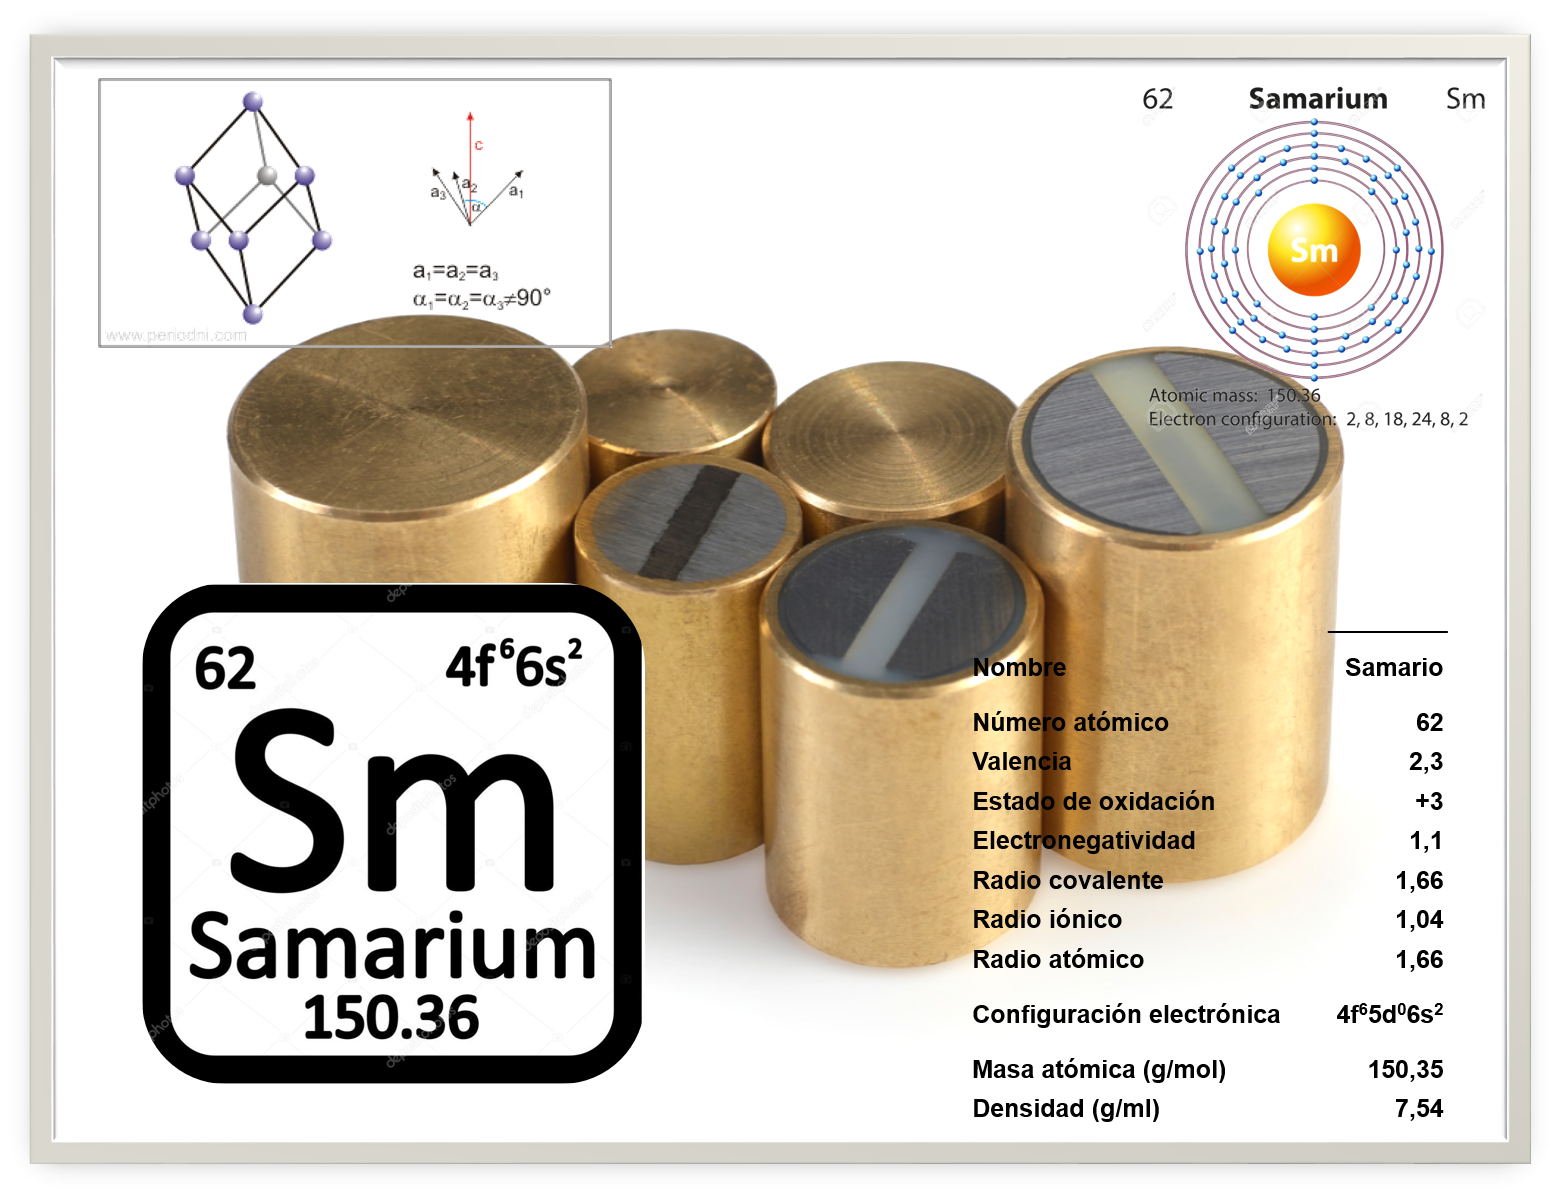 c
a₃
a₂
α
a₁
a₁=a₂=a₃
α₁=α₂=α₃≠90°
www.periodni.com
62 Samarium Sm
Sm
Atomic mass: 150.36
Electron configuration: 2, 8, 18, 24, 8, 2
62 4f⁶6s²
Sm
Samarium
150.36
Nombre Samario
Número atómico 62
Valencia 2,3
Estado de oxidación +3
Electronegatividad 1,1
Radio covalente 1,66
Radio iónico 1,04
Radio atómico 1,66
Configuración electrónica 4f⁶5d⁰6s²
Masa atómica (g/mol) 150,35
Densidad (g/ml) 7,54